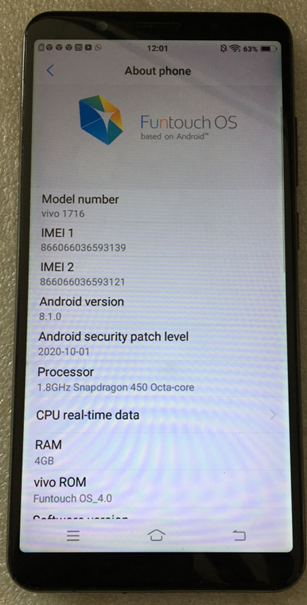 12:01
63%
About phone
Funtouch OS
based on Android™
Model number
vivo 1716
IMEI 1
866066036593139
IMEI 2
866066036593121
Android version
8.1.0
Android security patch level
2020-10-01
Processor
1.8GHz Snapdragon 450 Octa-core
CPU real-time data
RAM
4GB
vivo ROM
Funtouch OS_4.0
Software version